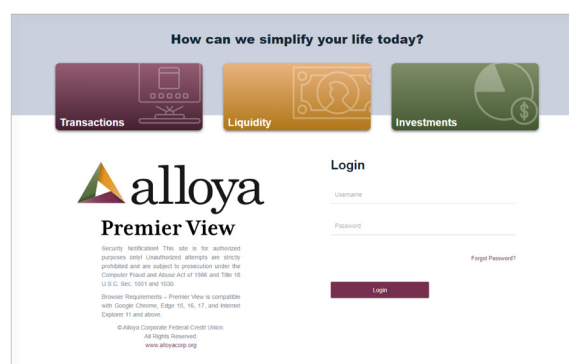 How can we simplify your life today?
Transactions
Liquidity
Investments
alloya
Premier View
Security Notification! This site is for authorized
purposes only! Unauthorized attempts are strictly
prohibited and are subject to prosecution under the
Computer Fraud and Abuse Act of 1986 and Title 18
U.S.C. Sec. 1001 and 1030.
Browser Requirements – Premier View is compatible
with Google Chrome, Edge 15, 16, 17, and Internet
Explorer 11 and above.
© Alloya Corporate Federal Credit Union
All Rights Reserved.
www.alloyacorp.org
Login
Username
Password
Forgot Password?
Login